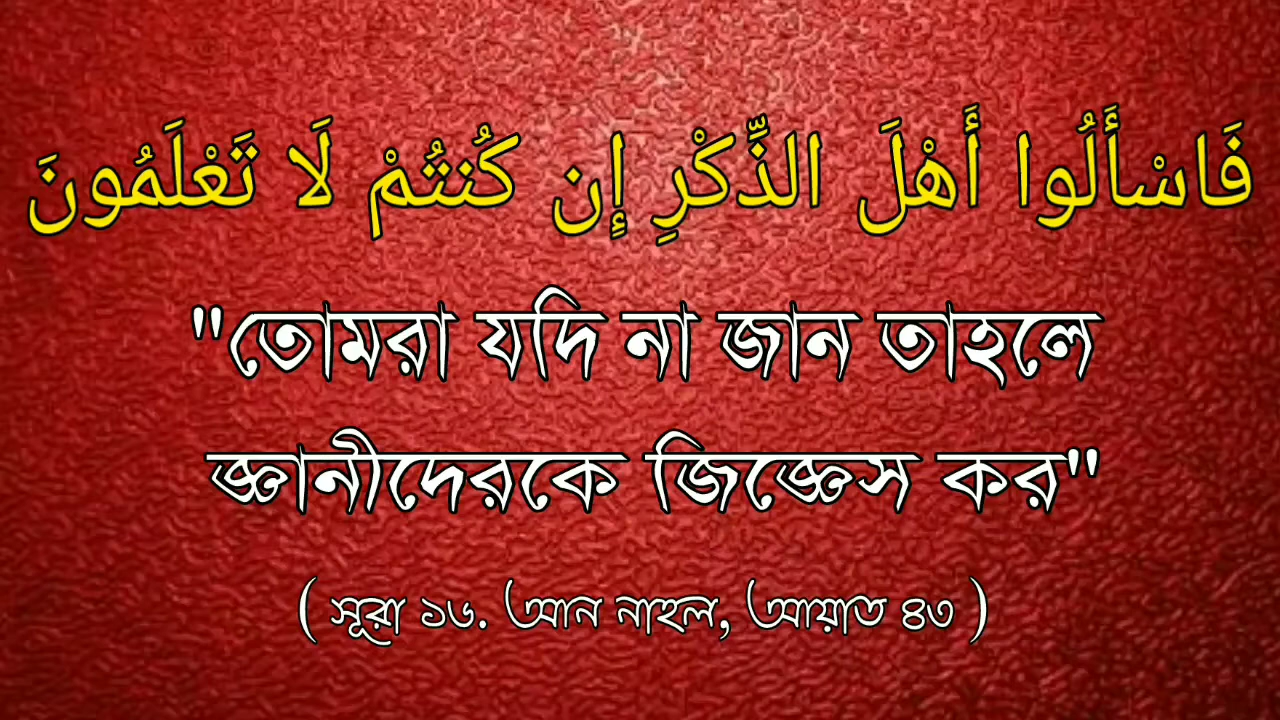 فَاسْأَلُوا أَهْلَ الذِّكْرِ إِن كُنتُمْ لَا تَعْلَمُونَ
"তোমরা যদি না জান তাহলে
জ্ঞানীদেরকে জিজ্ঞেস কর"
( সূরা ১৬. আন নাহল, আয়াত ৪৩ )